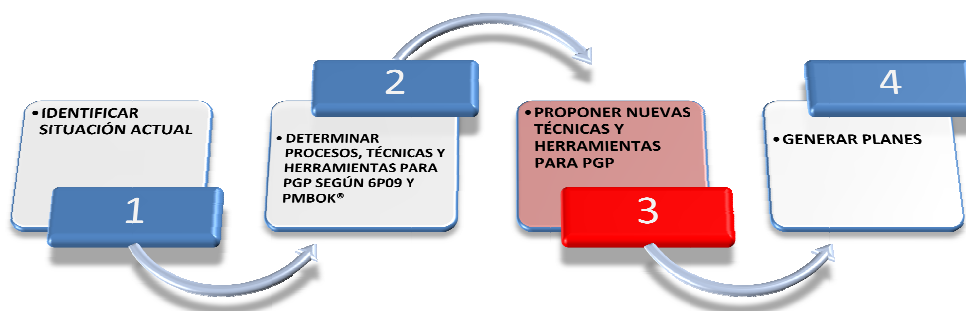 • IDENTIFICAR
SITUACIÓN ACTUAL
1
2
• DETERMINAR
PROCESOS, TÉCNICAS Y
HERRAMIENTAS PARA
PGP SEGÚN 6P09 Y
PMBOK®
• PROPONER NUEVAS
TÉCNICAS Y
HERRAMIENTAS
PARA PGP
3
4
• GENERAR PLANES